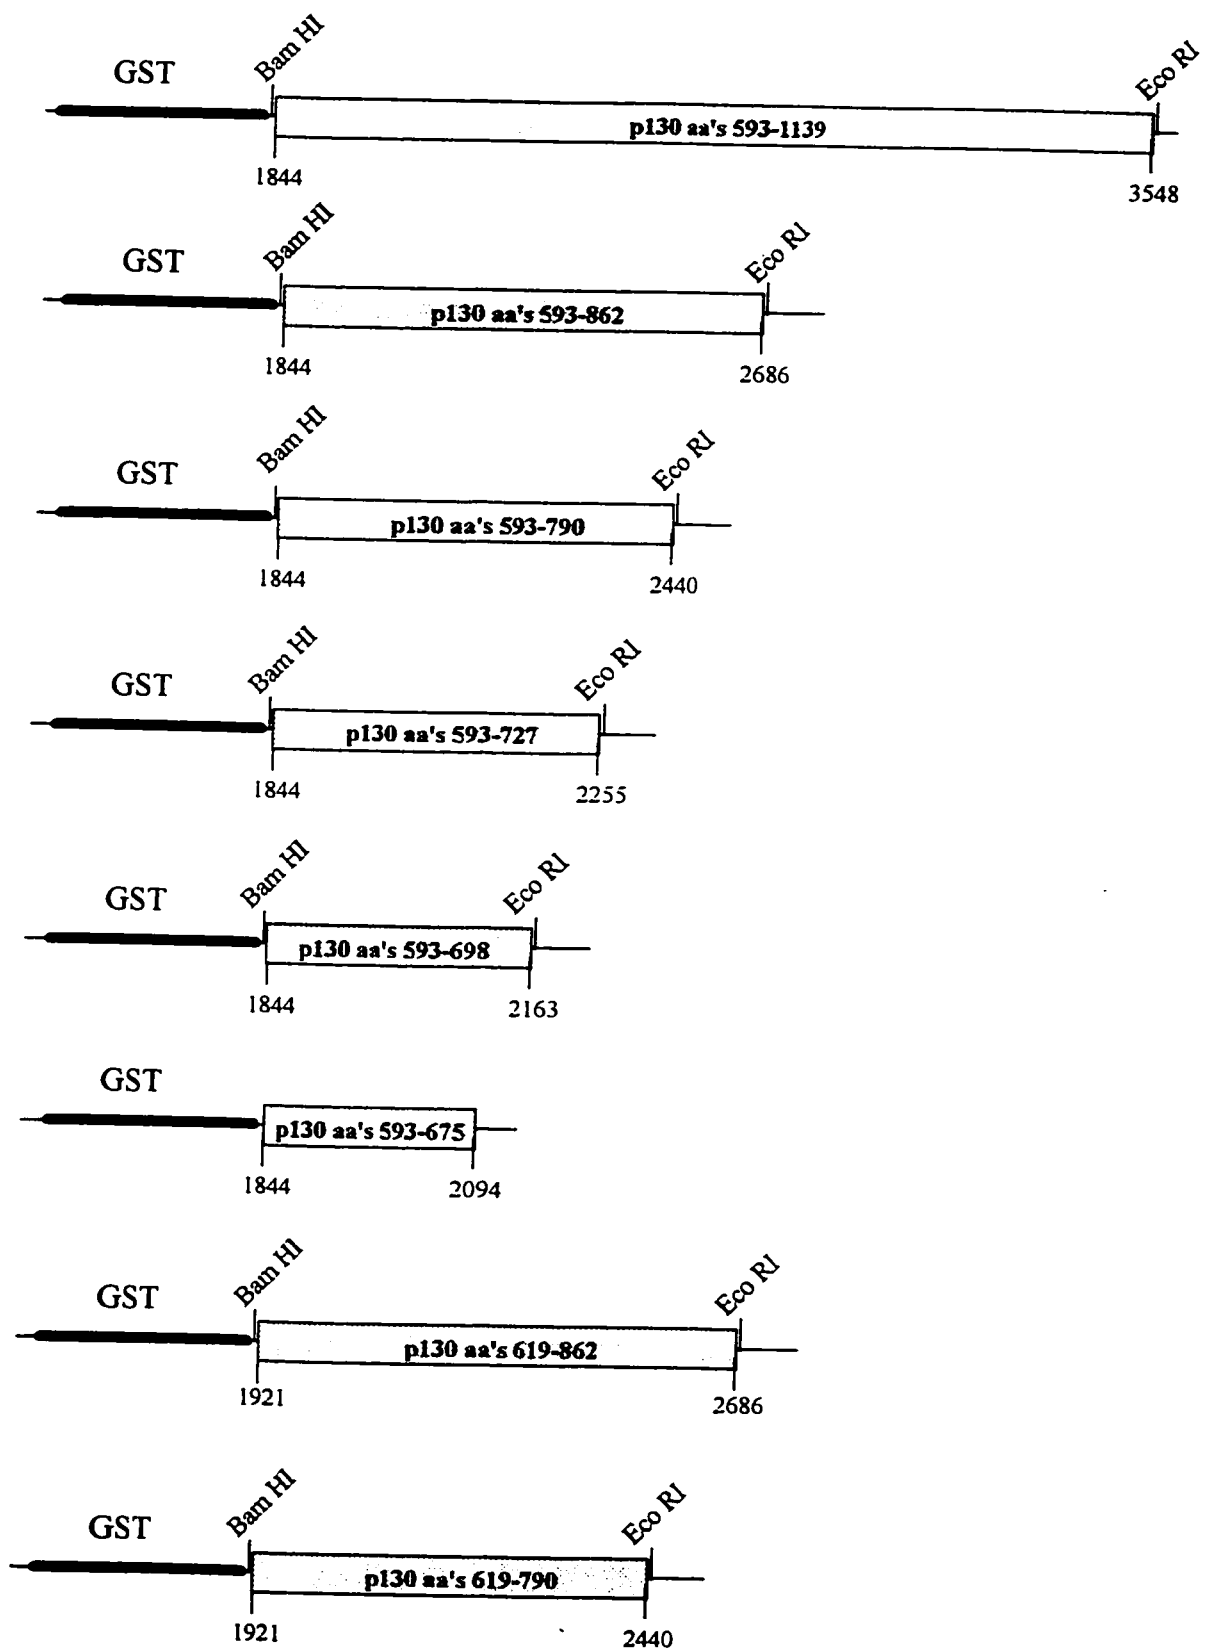 GST
Bam HI
Eco RI
p130 aa's 593-1139
1844
3548
GST
Bam HI
Eco RI
p130 aa's 593-862
1844
2686
GST
Bam HI
Eco RI
p130 aa's 593-790
1844
2440
GST
Bam HI
Eco RI
p130 aa's 593-727
1844
2255
GST
Bam HI
Eco RI
p130 aa's 593-698
1844
2163
GST
p130 aa's 593-675
1844
2094
GST
Bam HI
Eco RI
p130 aa's 619-862
1921
2686
GST
Bam HI
Eco RI
p130 aa's 619-790
1921
2440